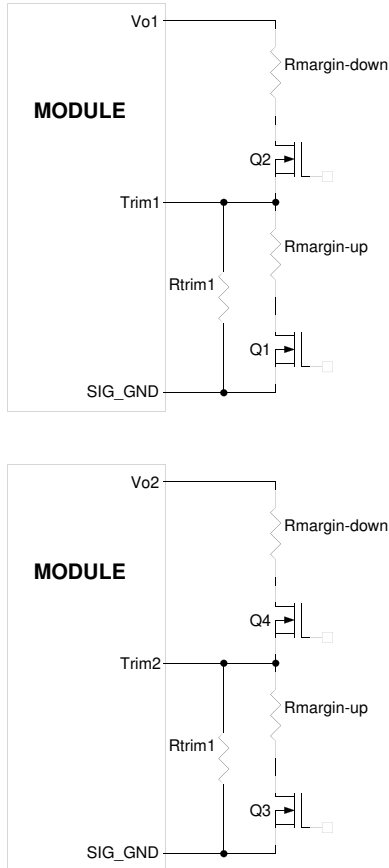 Vo1
Rmargin-down
MODULE
Q2
Trim1
Rmargin-up
Rtrim1
Q1
SIG_GND
Vo2
Rmargin-down
MODULE
Q4
Trim2
Rmargin-up
Rtrim1
Q3
SIG_GND